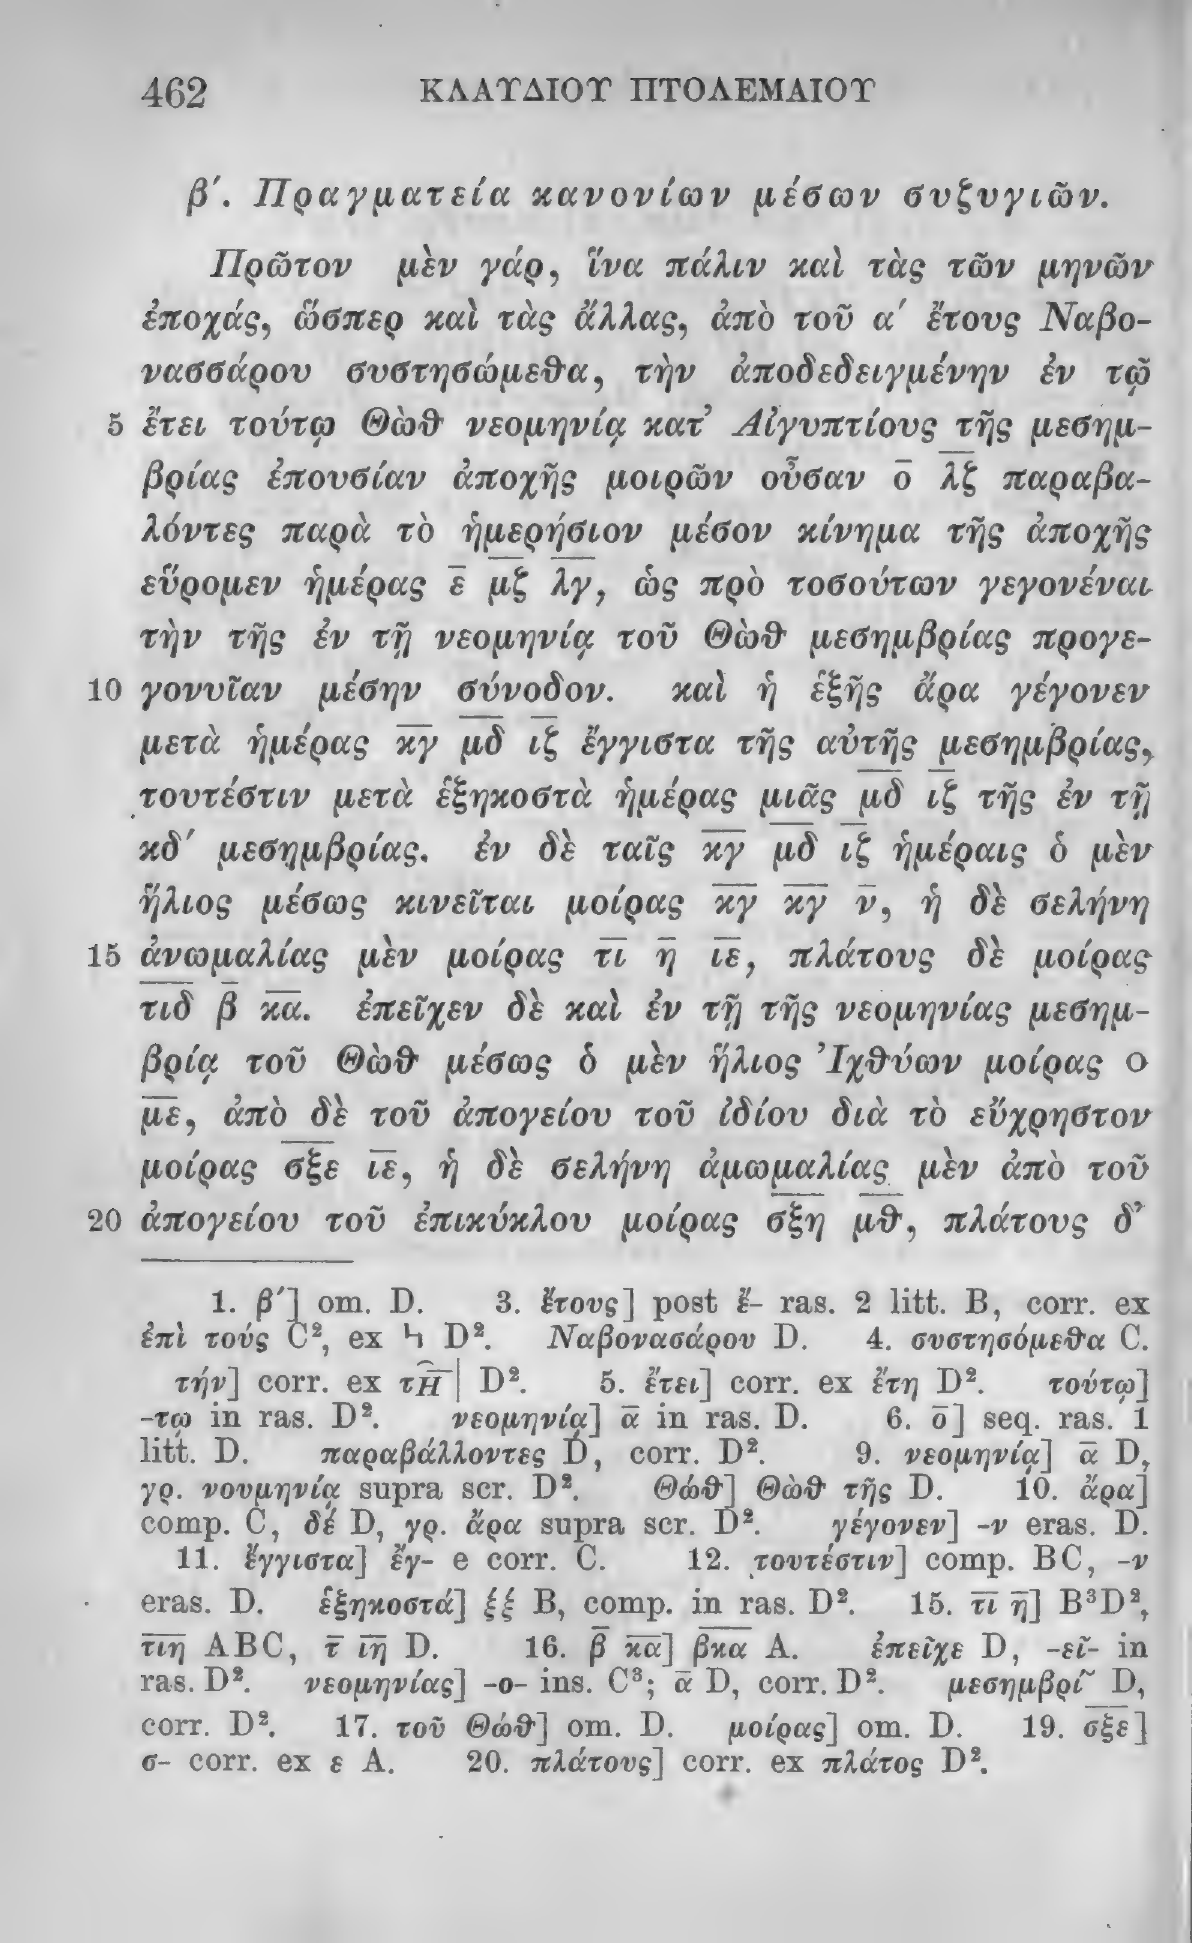 462 ΚΛΑΥΔΙΟΥ ΠΤΟΛΕΜΑΙΟΥ
β΄. Πραγματεία κανονίων μέσων συζυγιῶν.
Πρῶτον μὲν γάρ, ἵνα πάλιν καὶ τὰς τῶν μηνῶν
ἐποχάς, ὥσπερ καὶ τὰς ἄλλας, ἀπὸ τοῦ α΄ ἔτους Ναβο-
νασσάρου συστησώμεθα, τὴν ἀποδεδειγμένην ἐν τῷ
5 ἔτει τούτῳ Θὼθ νεομηνίᾳ κατ’ Αἰγυπτίους τῆς μεσημ-
βρίας ἐπουσίαν ἀποχῆς μοιρῶν οὖσαν ο̄ λ̅ζ̅ παραβα-
λόντες παρὰ τὸ ἡμερήσιον μέσον κίνημα τῆς ἀποχῆς
εὕρομεν ἡμέρας ε̄ μ̅ζ̅ λ̅γ̅, ὡς πρὸ τοσούτων γεγονέναι
τὴν τῆς ἐν τῇ νεομηνίᾳ τοῦ Θὼθ μεσημβρίας προγε-
10 γονυῖαν μέσην σύνοδον. καὶ ἡ ἑξῆς ἄρα γέγονεν
μετὰ ἡμέρας κ̅γ̅ μ̅δ̅ ι̅ζ̅ ἔγγιστα τῆς αὐτῆς μεσημβρίας,
τουτέστιν μετὰ ἑξηκοστὰ ἡμέρας μιᾶς μ̅δ̅ ι̅ζ̅ τῆς ἐν τῇ
κδ΄ μεσημβρίας. ἐν δὲ ταῖς κ̅γ̅ μ̅δ̅ ι̅ζ̅ ἡμέραις ὁ μὲν
ἥλιος μέσως κινεῖται μοίρας κ̅γ̅ κ̅γ̅ ν̄, ἡ δὲ σελήνη
15 ἀνωμαλίας μὲν μοίρας τ̅ι̅ η̄ ι̅ε̅, πλάτους δὲ μοίρας
τ̅ι̅δ̅ β̄ κ̅α̅. ἐπεῖχεν δὲ καὶ ἐν τῇ τῆς νεομηνίας μεσημ-
βρίᾳ τοῦ Θὼθ μέσως ὁ μὲν ἥλιος Ἰχθύων μοίρας ο
μ̅ε̅, ἀπὸ δὲ τοῦ ἀπογείου τοῦ ἰδίου διὰ τὸ εὔχρηστον
μοίρας σ̅ξ̅ε̅ ι̅ε̅, ἡ δὲ σελήνη ἀμωμαλίας μὲν ἀπὸ τοῦ
20 ἀπογείου τοῦ ἐπικύκλου μοίρας σ̅ξ̅η̅ μ̅θ̅, πλάτους δ’
1. β΄] om. D. 3. ἔτους] post ἔ- ras. 2 litt. B, corr. ex
ἐπὶ τούς C², ex Ϟ D². Ναβονασάρου D. 4. συστησόμεθα C.
τήν] corr. ex D². 5. ἔτει] corr. ex ἔτη D². τούτῳ]
-τῳ in ras. D². νεομηνίᾳ] ᾱ in ras. D. 6. ο̄] seq. ras. 1
litt. D. παραβάλλοντες D, corr. D². 9. νεομηνίᾳ] ᾱ D,
γρ. νουμηνίᾳ supra scr. D². Θώθ] Θὼθ τῆς D. 10. ἄρα]
comp. C, δέ D, γρ. ἄρα supra scr. D². γέγονεν] -ν eras. D.
11. ἔγγιστα] ἔγ- e corr. C. 12. τουτέστιν] comp. BC, -ν
eras. D. ἑξηκοστά] ξ́ξ́ B, comp. in ras. D². 15. τ̅ι̅ η̄] B³D²,
τ̅ι̅η̅ ABC, τ̄ ι̅η̅ D. 16. β̄ κ̅α̅] β̅κ̅α̅ A. ἐπεῖχε D, -εῖ- in
ras. D². νεομηνίας] -ο- ins. C³; ᾱ D, corr. D². μεσημβρῖ D,
corr. D². 17. τοῦ Θώθ] om. D. μοίρας] om. D. 19. σ̅ξ̅ε̅]
σ- corr. ex ε A. 20. πλάτους] corr. ex πλάτος D².